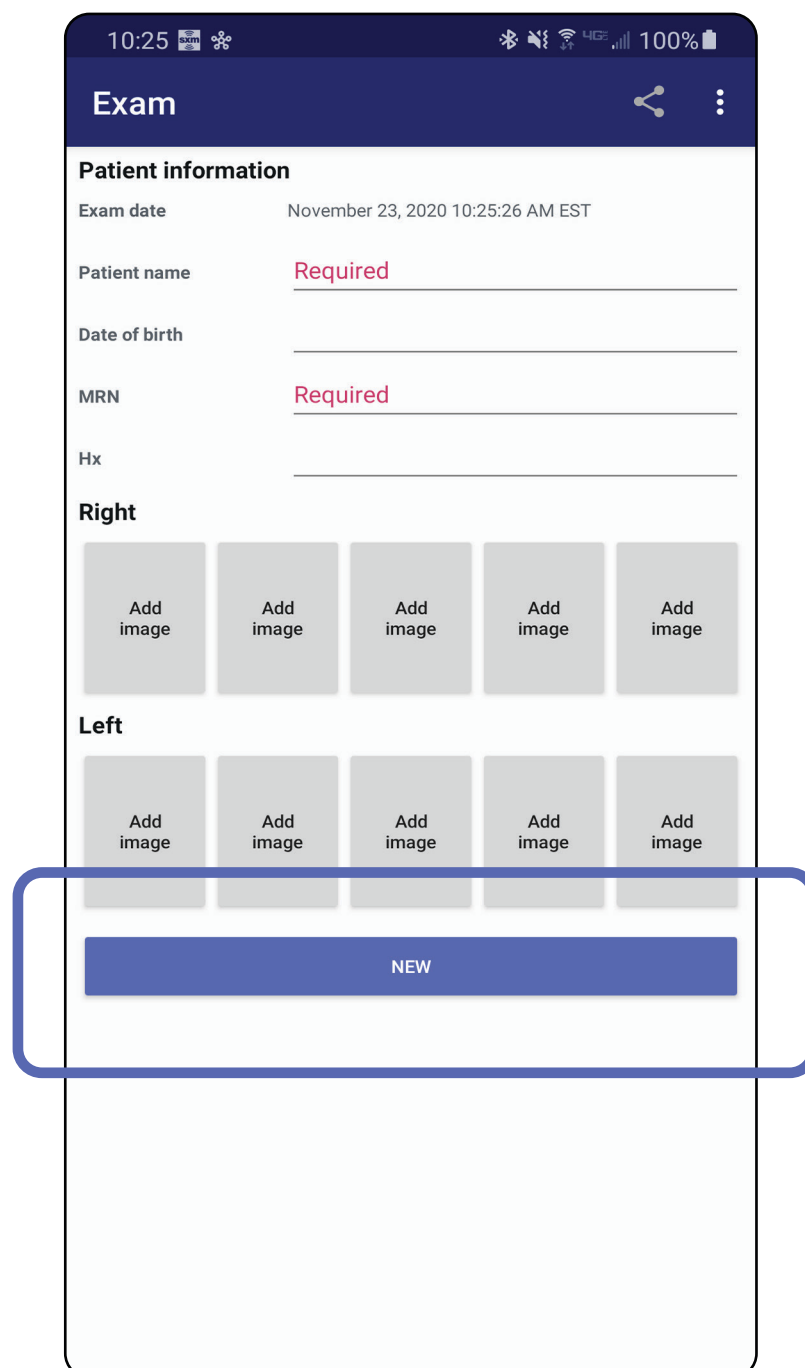 10:25 sxm 4GE 100%
Exam
Patient information
Exam date November 23, 2020 10:25:26 AM EST
Patient name Required
Date of birth
MRN Required
Hx
Right
Add image Add image Add image Add image Add image
Left
Add image Add image Add image Add image Add image
NEW